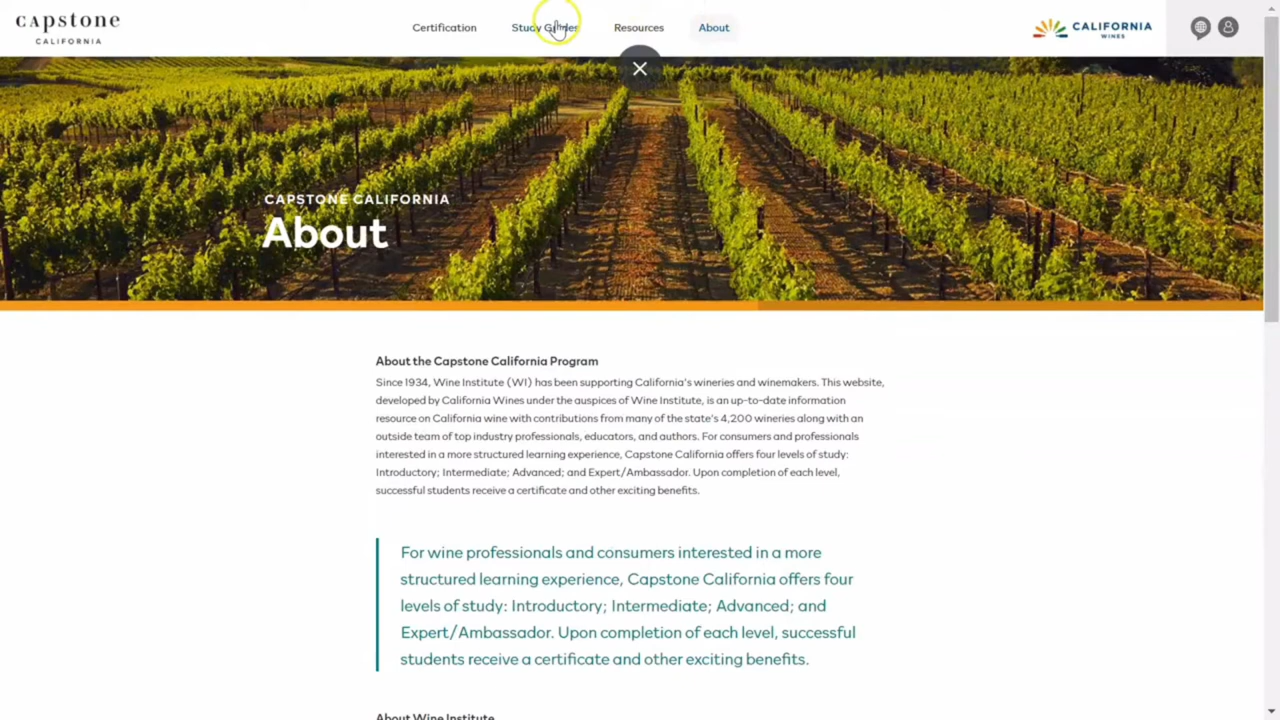 capstone
CALIFORNIA
Certification
Study Guides
Resources
About
CALIFORNIA
WINES
CAPSTONE CALIFORNIA
About
About the Capstone California Program
Since 1934, Wine Institute (WI) has been supporting California's wineries and winemakers. This website,
developed by California Wines under the auspices of Wine Institute, is an up-to-date information
resource on California wine with contributions from many of the state's 4,200 wineries along with an
outside team of top industry professionals, educators, and authors. For consumers and professionals
interested in a more structured learning experience, Capstone California offers four levels of study:
Introductory; Intermediate; Advanced; and Expert/Ambassador. Upon completion of each level,
successful students receive a certificate and other exciting benefits.
For wine professionals and consumers interested in a more
structured learning experience, Capstone California offers four
levels of study: Introductory; Intermediate; Advanced; and
Expert/Ambassador. Upon completion of each level, successful
students receive a certificate and other exciting benefits.
About Wine Institute